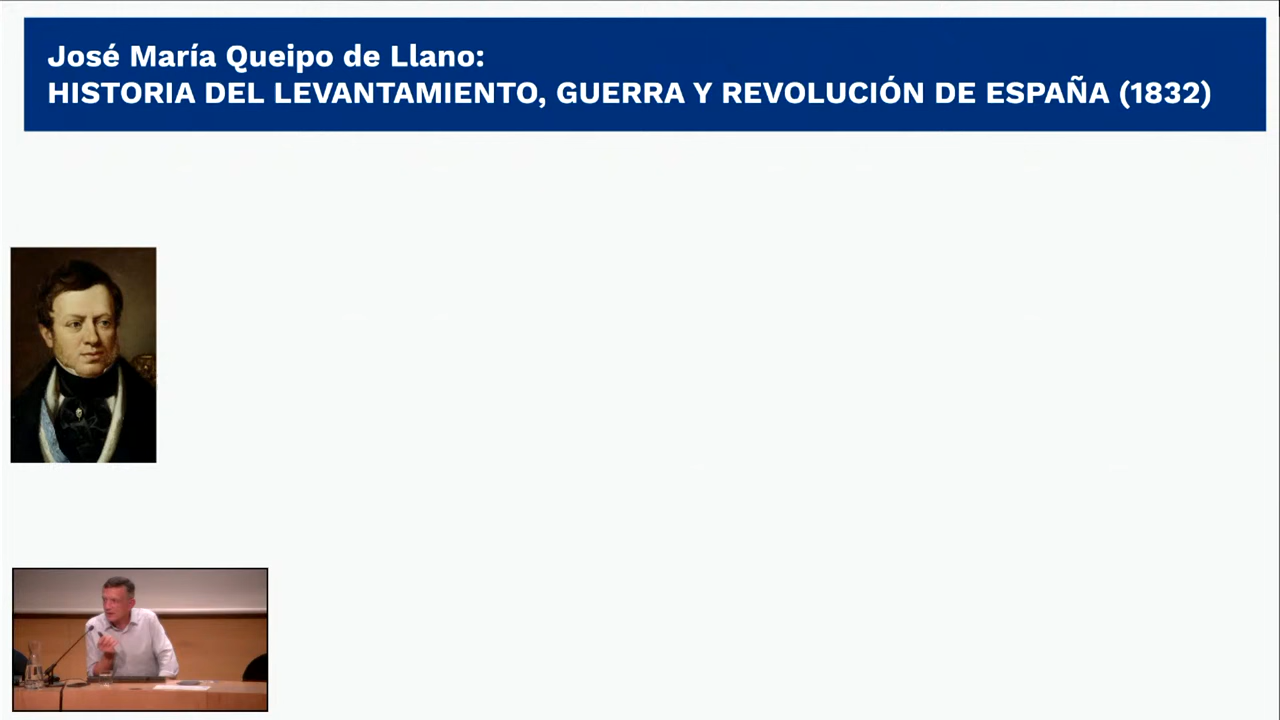 José María Queipo de Llano:
HISTORIA DEL LEVANTAMIENTO, GUERRA Y REVOLUCIÓN DE ESPAÑA (1832)